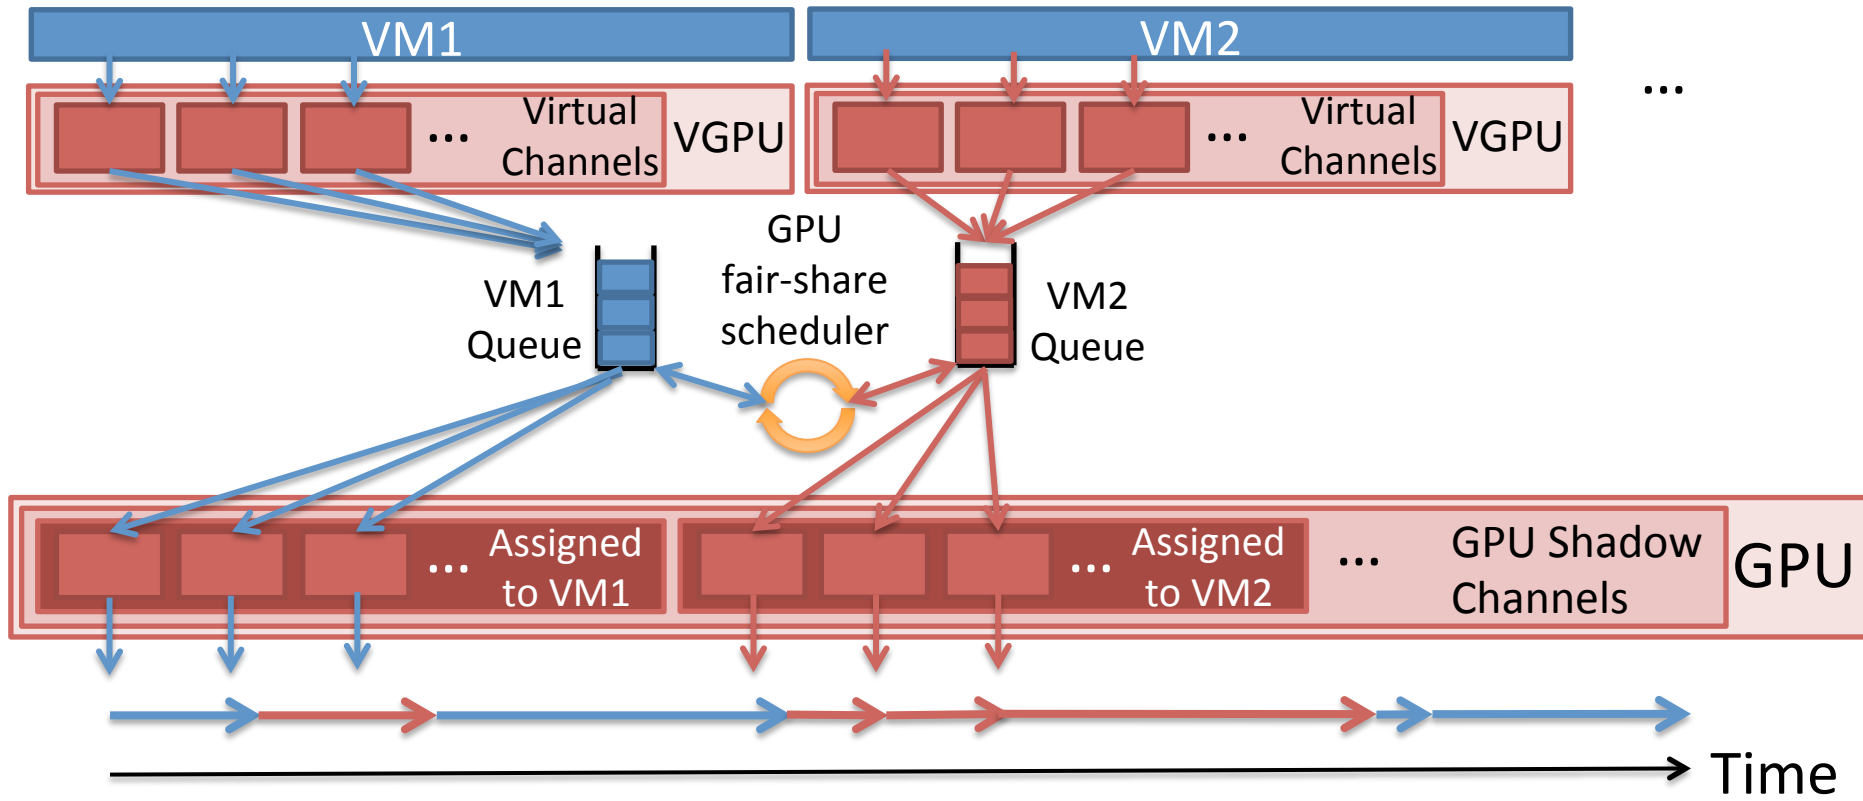 VM1
VM2
...
... Virtual
Channels
VGPU
... Virtual
Channels
VGPU
VM1
Queue
GPU
fair-share
scheduler
VM2
Queue
... Assigned
to VM1
... Assigned
to VM2
... GPU Shadow
Channels
GPU
Time